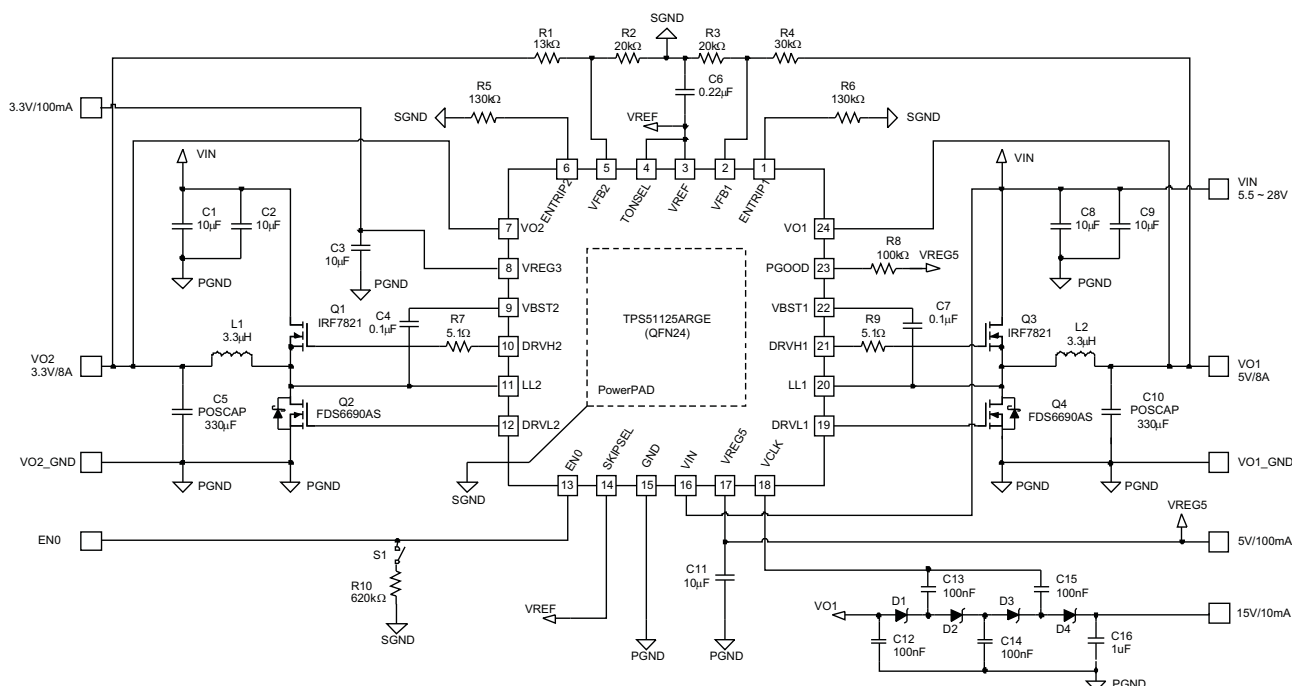 SGND
R1
13kΩ
R2
20kΩ
R3
20kΩ
R4
30kΩ
C6
0.22µF
R5
130kΩ
R6
130kΩ
3.3V/100mA
SGND
VREF
SGND
VIN
VIN
6
5
4
3
2
1
VIN
5.5 ~ 28V
ENTRIP2
VFB2
TONSEL
VREF
VFB1
ENTRIP1
C1
10µF
C2
10µF
C8
10µF
C9
10µF
7
VO2
VO1
24
C3
10µF
R8
100kΩ
VREG5
8
VREG3
PGOOD
23
PGND
PGND
PGND
Q1
IRF7821
C4
0.1µF
9
VBST2
TPS51125ARGE
(QFN24)
VBST1
22
C7
0.1µF
Q3
IRF7821
L1
3.3µH
R7
5.1Ω
10
DRVH2
DRVH1
21
R9
5.1Ω
L2
3.3µH
VO2
3.3V/8A
11
LL2
LL1
20
VO1
5V/8A
PowerPAD
C5
POSCAP
330µF
Q2
FDS6690AS
12
DRVL2
DRVL1
19
Q4
FDS6690AS
C10
POSCAP
330µF
VO2_GND
VO1_GND
PGND
PGND
SGND
EN0
SKIPSEL
GND
VIN
VREG5
VCLK
PGND
PGND
13
14
15
16
17
18
VREG5
EN0
5V/100mA
S1
R10
620kΩ
C11
10µF
C13
100nF
C15
100nF
VREF
VO1
D1
D2
D3
D4
15V/10mA
SGND
C12
100nF
C14
100nF
C16
1uF
PGND
PGND
PGND